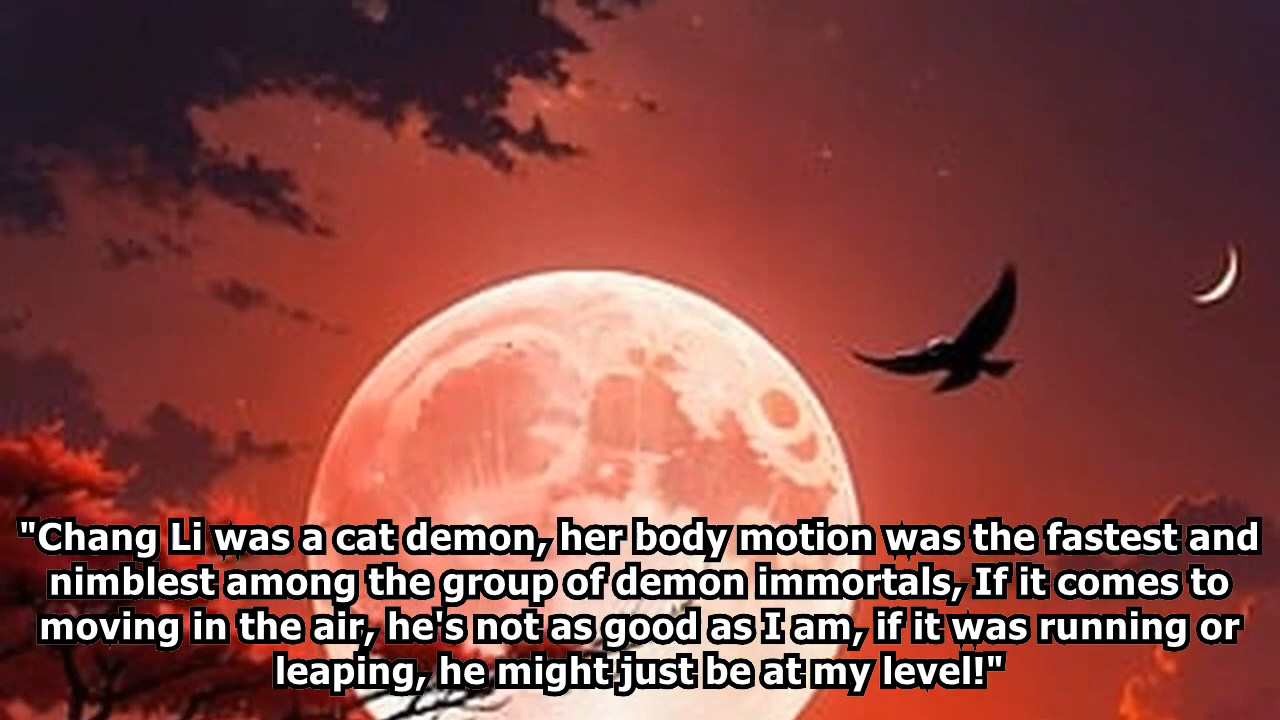 "Chang Li was a cat demon, her body motion was the fastest and
nimblest among the group of demon immortals, If it comes to
moving in the air, he's not as good as I am, if it was running or
leaping, he might just be at my level!"